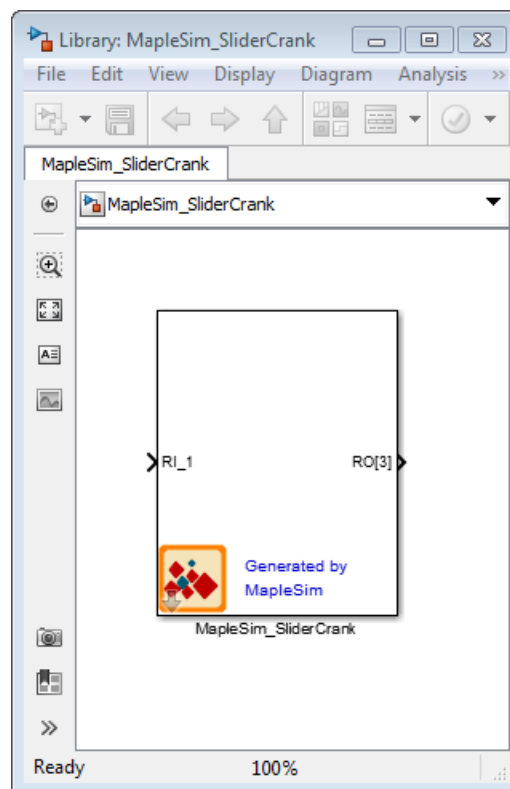 Library: MapleSim_SliderCrank
File Edit View Display Diagram Analysis »
MapleSim_SliderCrank
MapleSim_SliderCrank
RI_1 RO[3]
Generated by
MapleSim
MapleSim_SliderCrank
Ready 100%